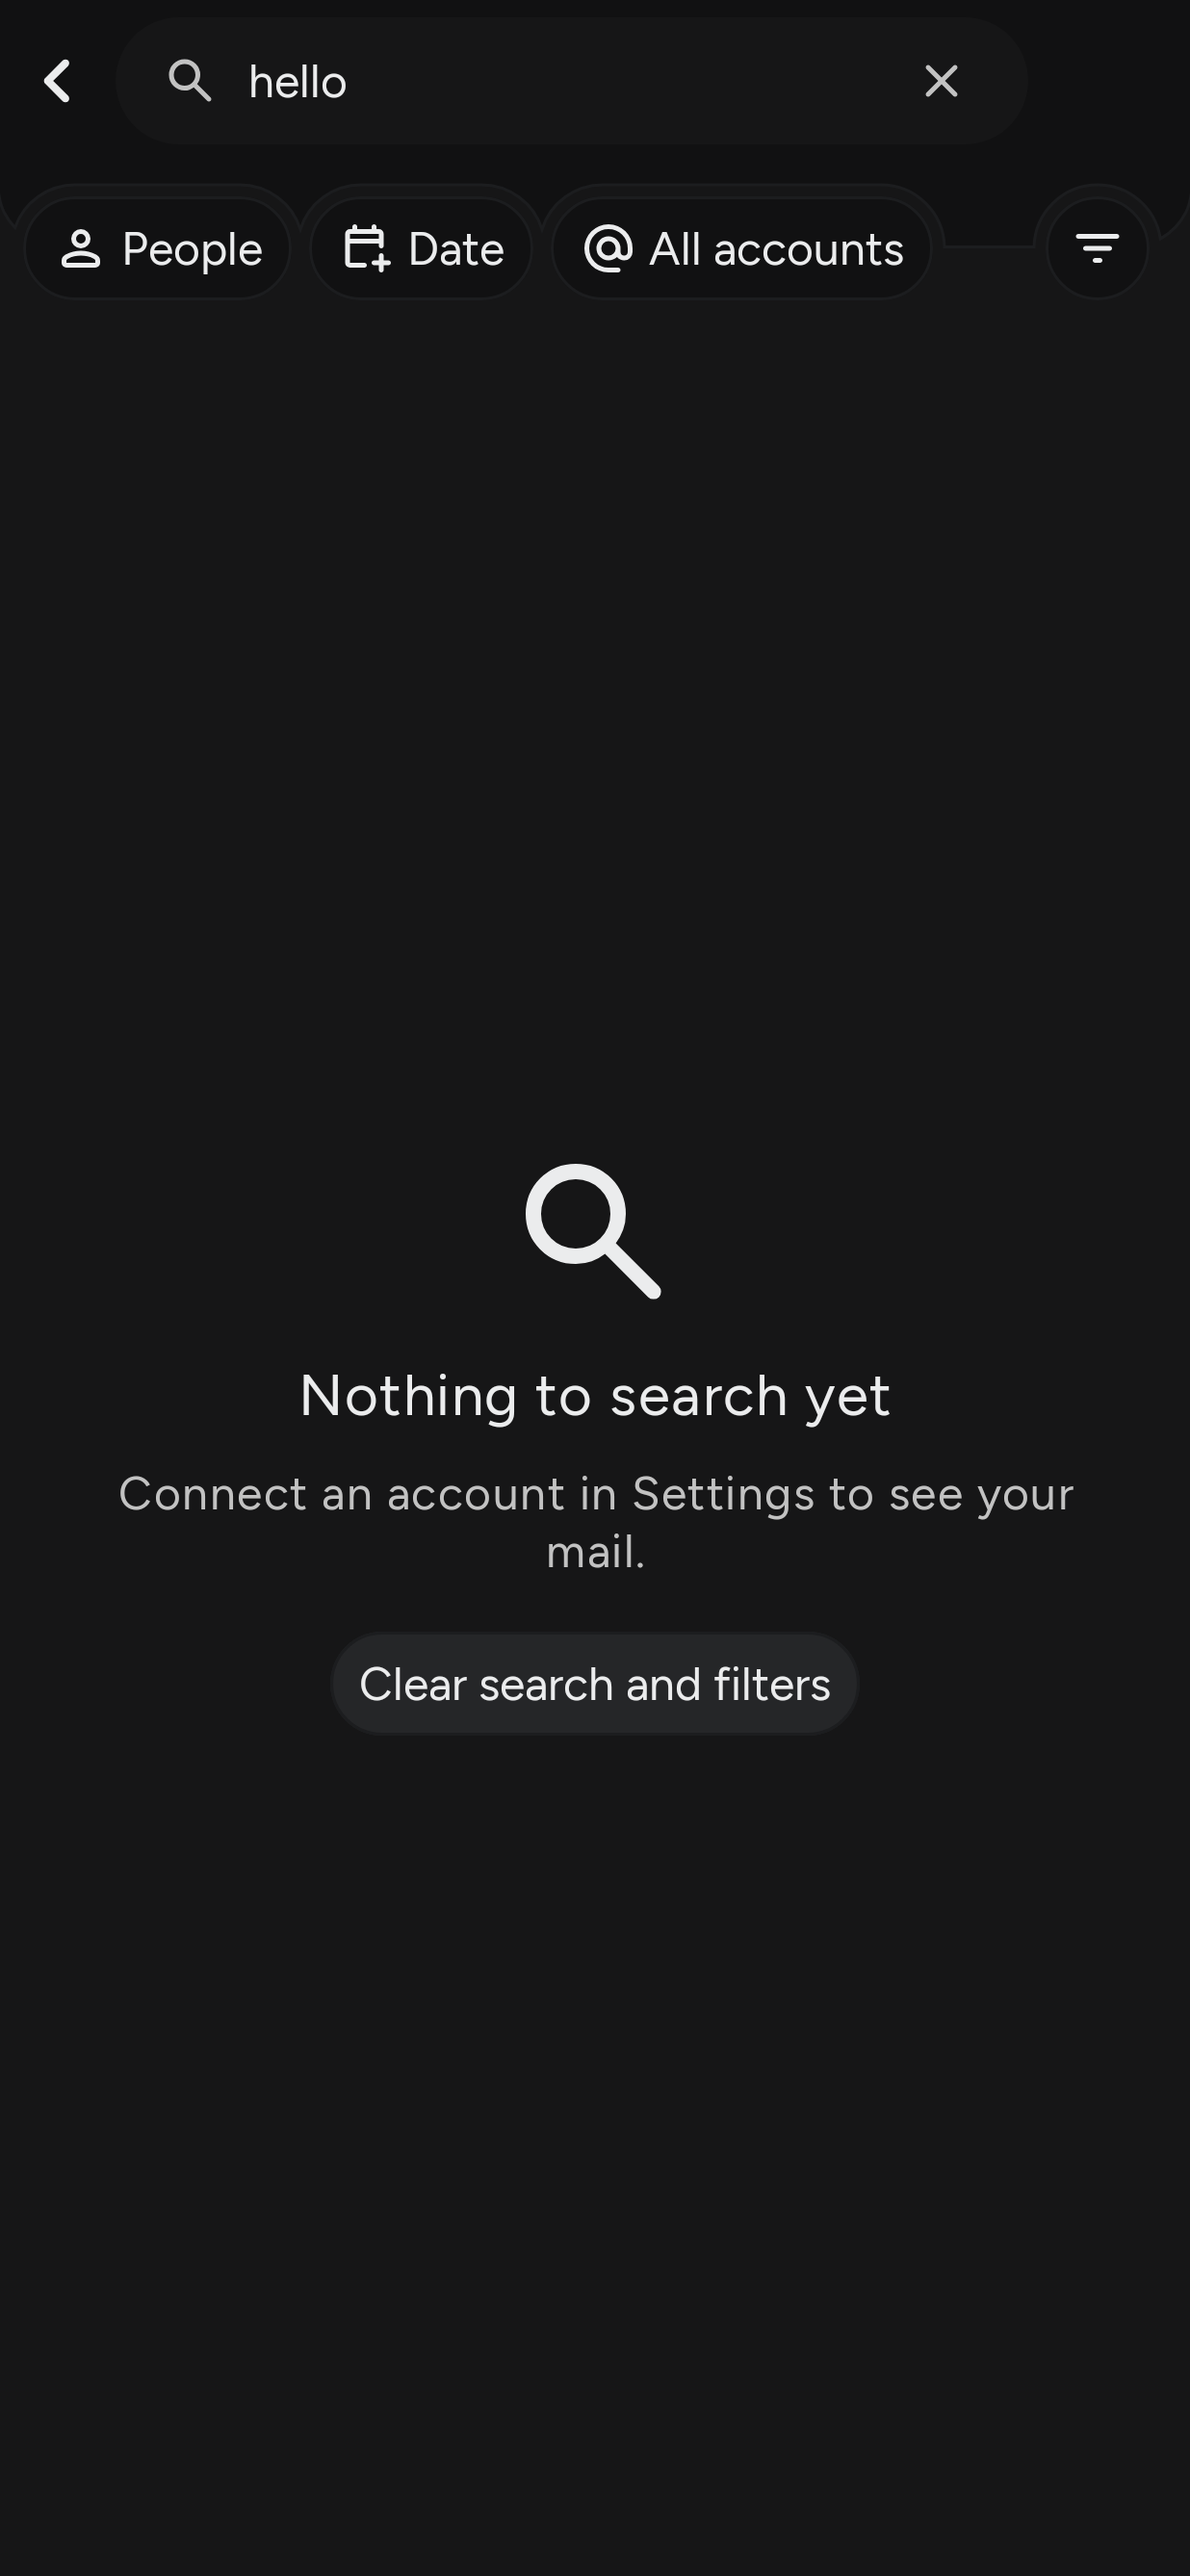 hello
People
Date
All accounts
Nothing to search yet
Connect an account in Settings to see your
mail.
Clear search and filters